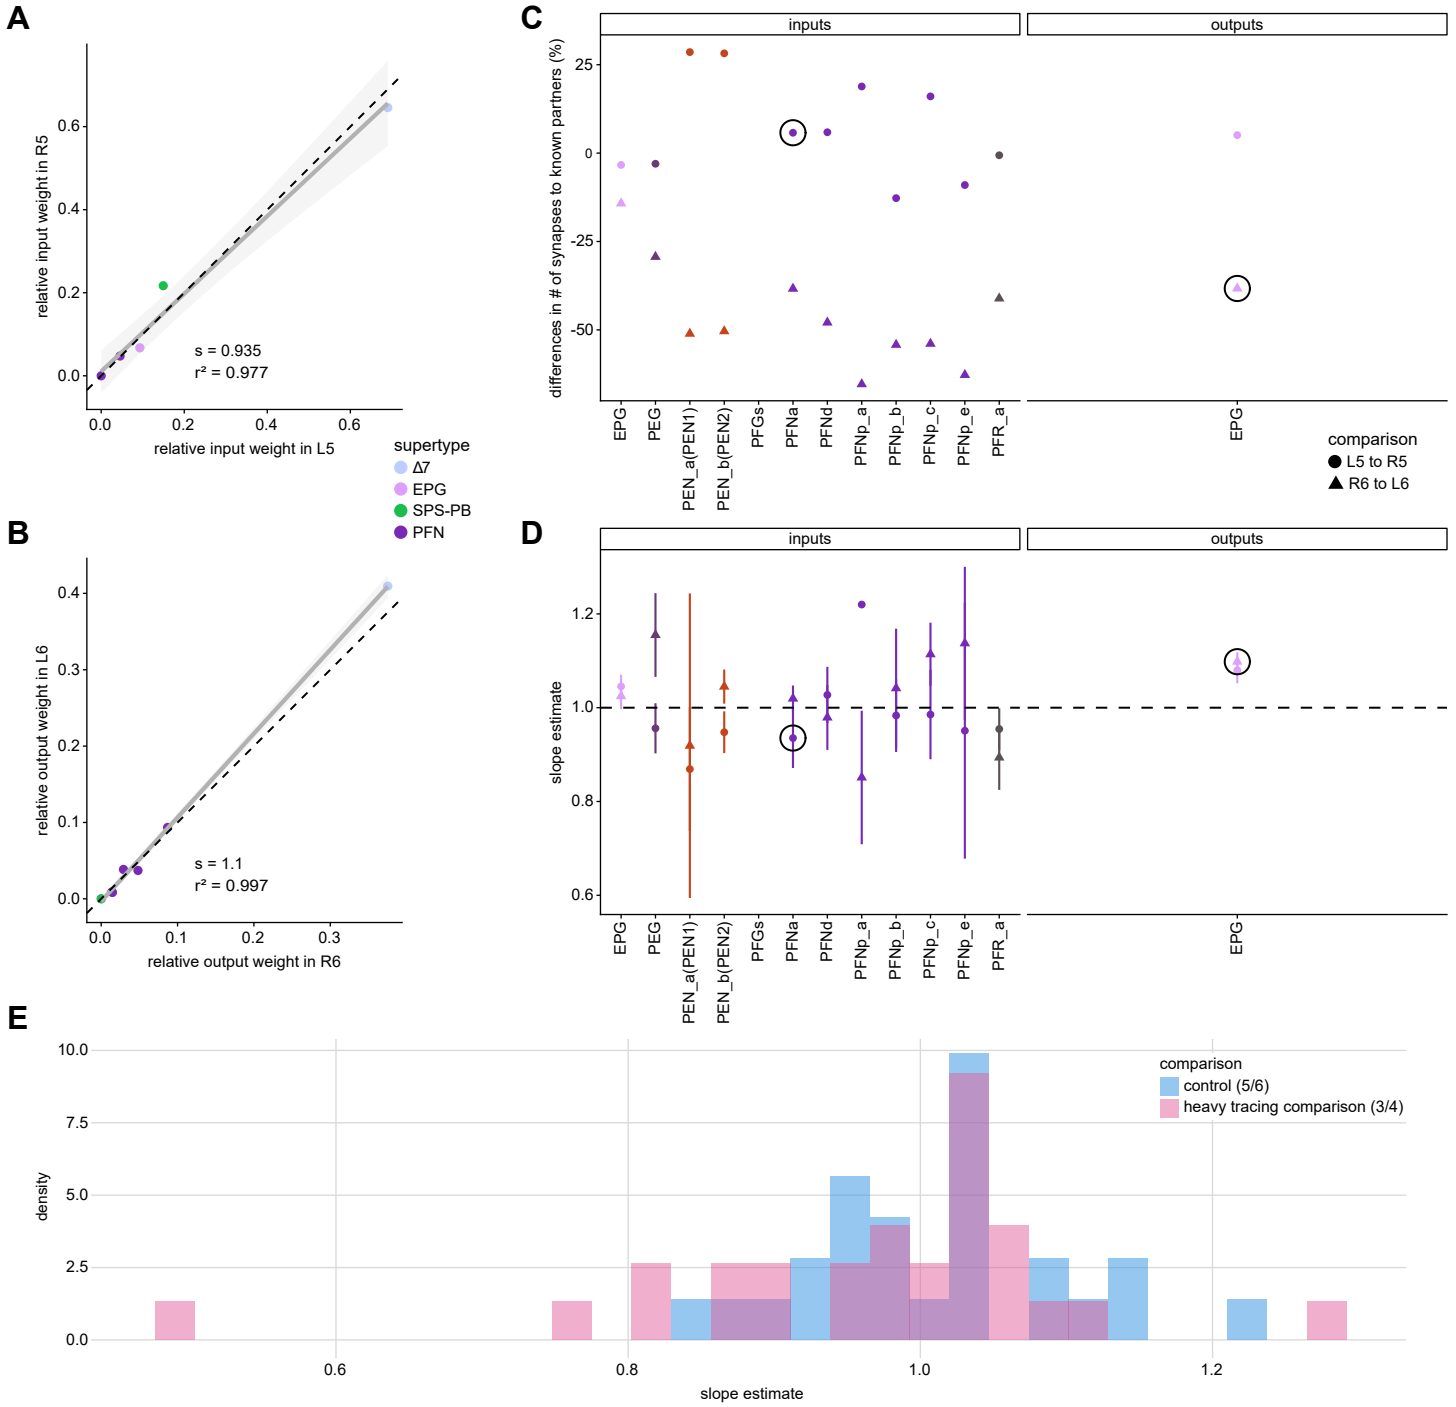 A
relative input weight in R5
0.6
0.4
0.2
0.0
s = 0.935
r² = 0.977
0.0
0.2
0.4
0.6
relative input weight in L5
supertype
Δ7
EPG
SPS-PB
PFN
B
relative output weight in L6
0.4
0.3
0.2
0.1
0.0
s = 1.1
r² = 0.997
0.0
0.1
0.2
0.3
relative output weight in R6
C
inputs
outputs
differences in # of synapses to known partners (%)
25
0
-25
-50
EPG
PEG
PEN_a(PEN1)
PEN_b(PEN2)
PFGs
PFNa
PFNd
PFNp_a
PFNp_b
PFNp_c
PFNp_e
PFR_a
EPG
comparison
L5 to R5
R6 to L6
D
inputs
outputs
slope estimate
1.2
1.0
0.8
0.6
EPG
PEG
PEN_a(PEN1)
PEN_b(PEN2)
PFGs
PFNa
PFNd
PFNp_a
PFNp_b
PFNp_c
PFNp_e
PFR_a
EPG
E
density
10.0
7.5
5.0
2.5
0.0
0.6
0.8
1.0
1.2
slope estimate
comparison
control (5/6)
heavy tracing comparison (3/4)